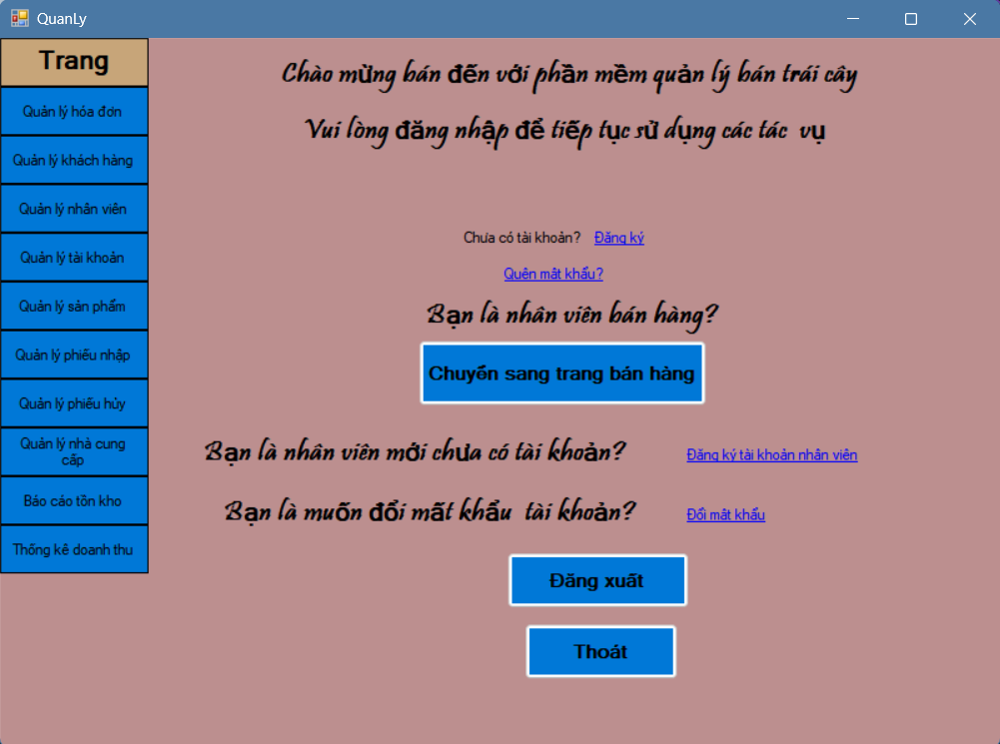 QuanLy
Trang
Quản lý hóa đơn
Quản lý khách hàng
Quản lý nhân viên
Quản lý tài khoản
Quản lý sản phẩm
Quản lý phiếu nhập
Quản lý phiếu hủy
Quản lý nhà cung
cấp
Báo cáo tồn kho
Thống kê doanh thu
Chào mừng bán đến với phần mềm quản lý bán trái cây
Vui lòng đăng nhập để tiếp tục sử dụng các tác vụ
Chưa có tài khoản? Đăng ký
Quên mât khẩu?
Bạn là nhân viên bán hàng?
Chuyển sang trang bán hàng
Bạn là nhân viên mới chưa có tài khoản? Đăng ký tài khoản nhân viên
Bạn là muốn đổi mất khẩu tài khoản? Đổi mât khẩu
Đăng xuất
Thoát